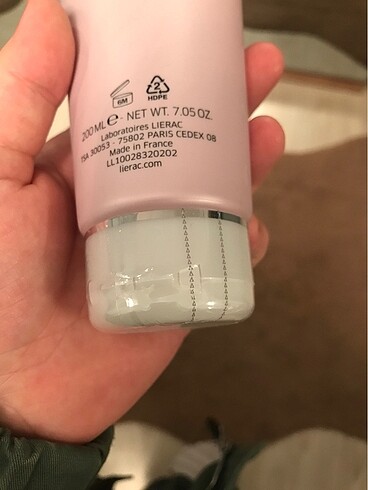 6M
2
HDPE
200 ML e - NET WT. 7.05 OZ.
Laboratoires LIERAC
TSA 30053 - 75802 PARIS CEDEX 08
Made in France
LL10028320202
lierac.com